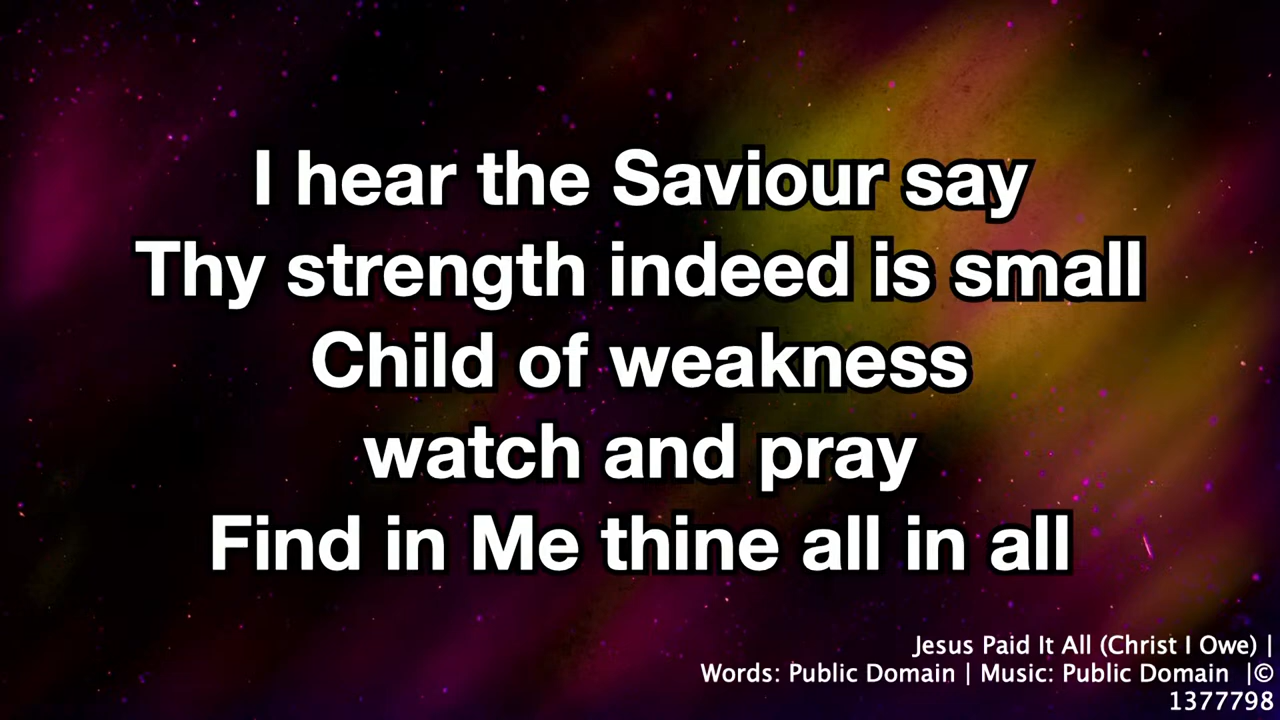 I hear the Saviour say
Thy strength indeed is small
Child of weakness
watch and pray
Find in Me thine all in all
Jesus Paid It All (Christ I Owe) |
Words: Public Domain | Music: Public Domain |©
1377798